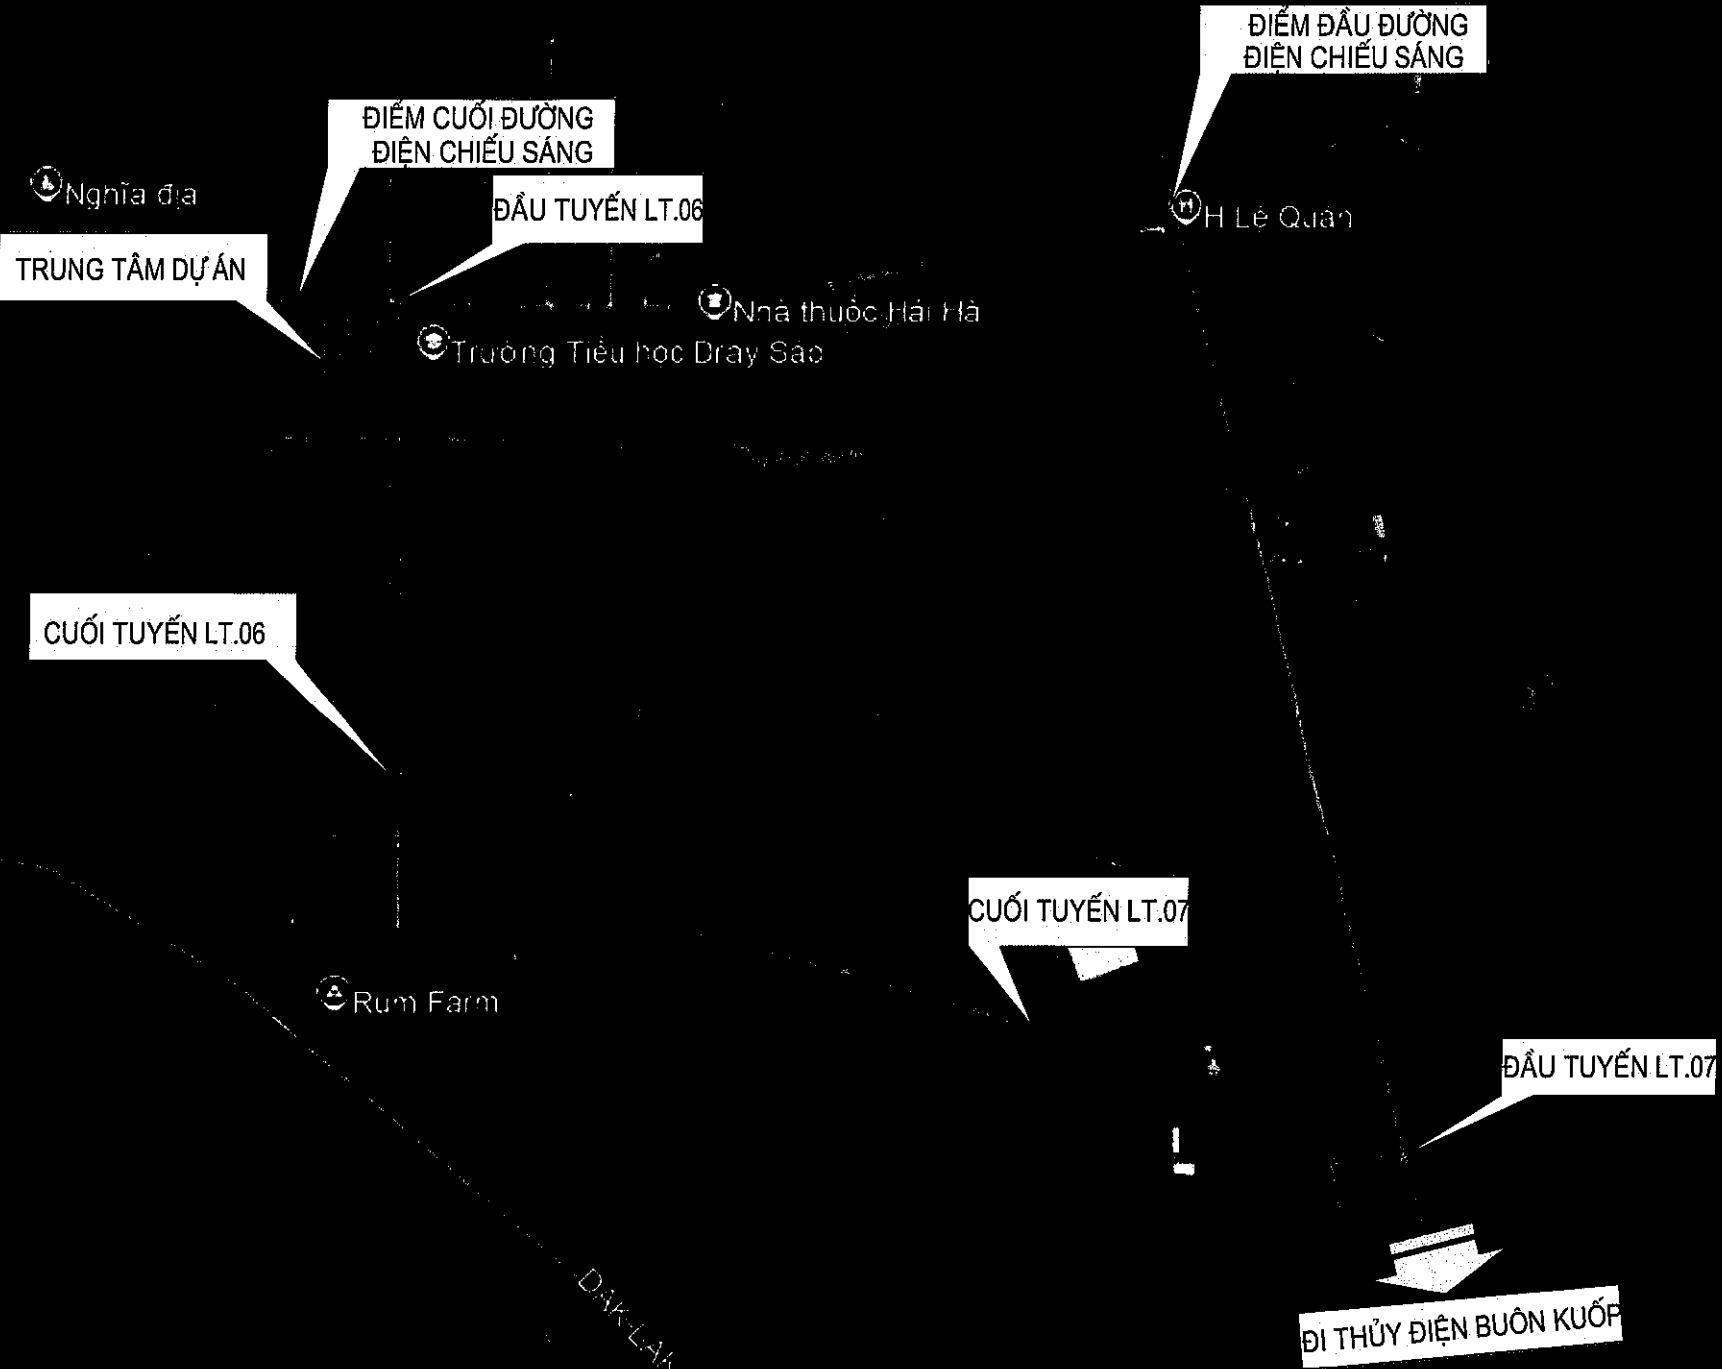 ĐIỂM ĐẦU ĐƯỜNG
ĐIỆN CHIẾU SÁNG
ĐIỂM CUỐI ĐƯỜNG
ĐIỆN CHIẾU SÁNG
Nghĩa địa
ĐẦU TUYẾN LT.06
H Lê Quán
TRUNG TÂM DỰ ÁN
Nhà thuốc Hải Hà
Trường Tiểu học Dray Sáp
CUỐI TUYẾN LT.06
CUỐI TUYẾN LT.07
Rum Farm
ĐẦU TUYẾN LT.07
ĐI THỦY ĐIỆN BUÔN KUỐP